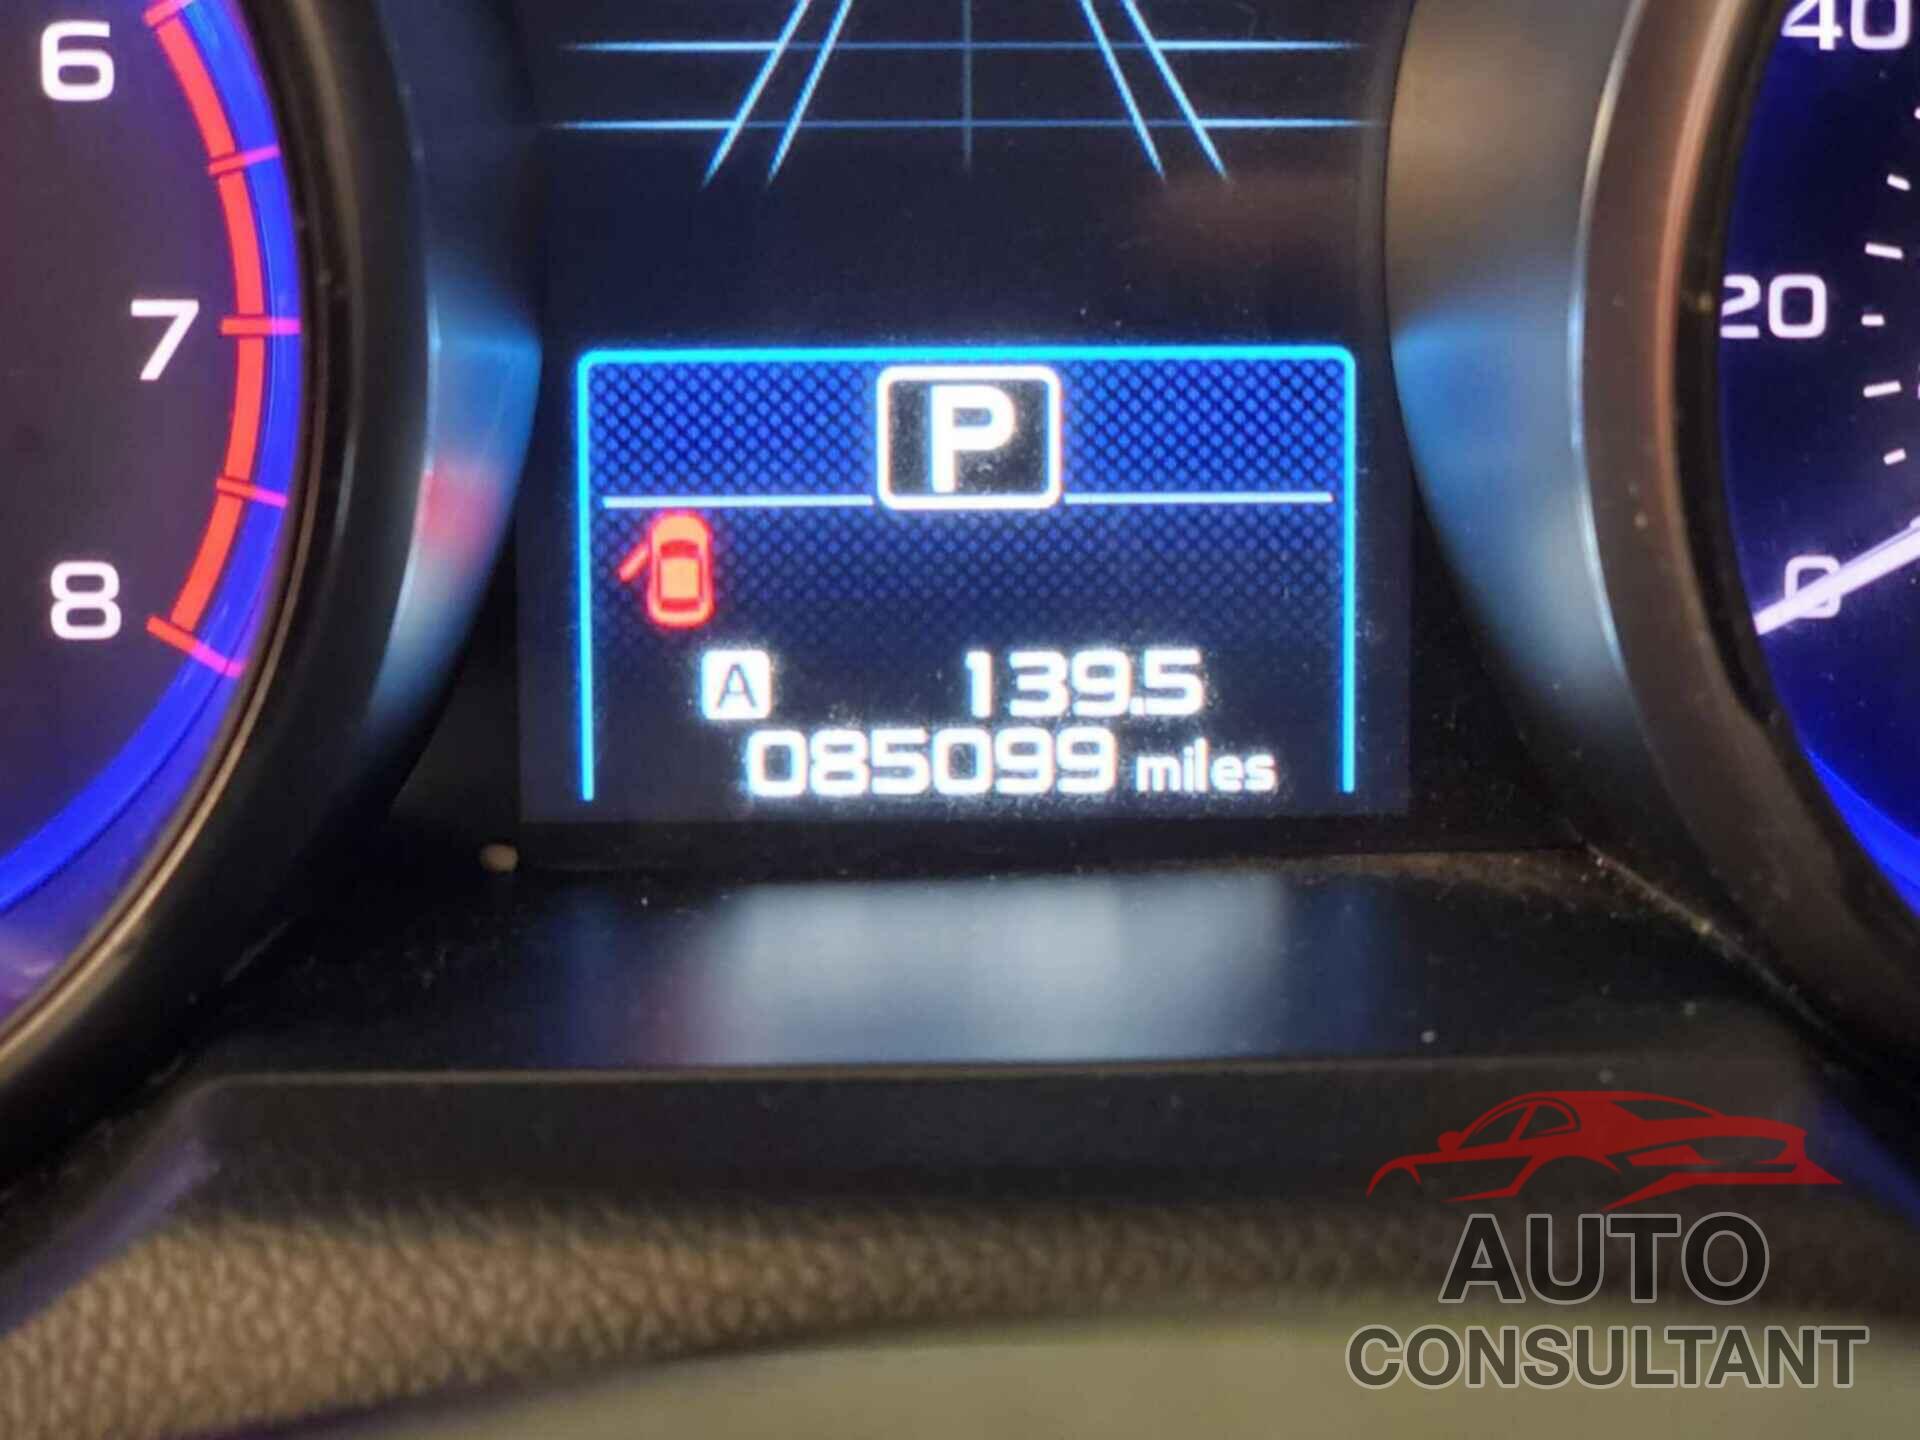 6
7
8
40
20
0
P
A 139.5
085099 miles
AUTO
CONSULTANT